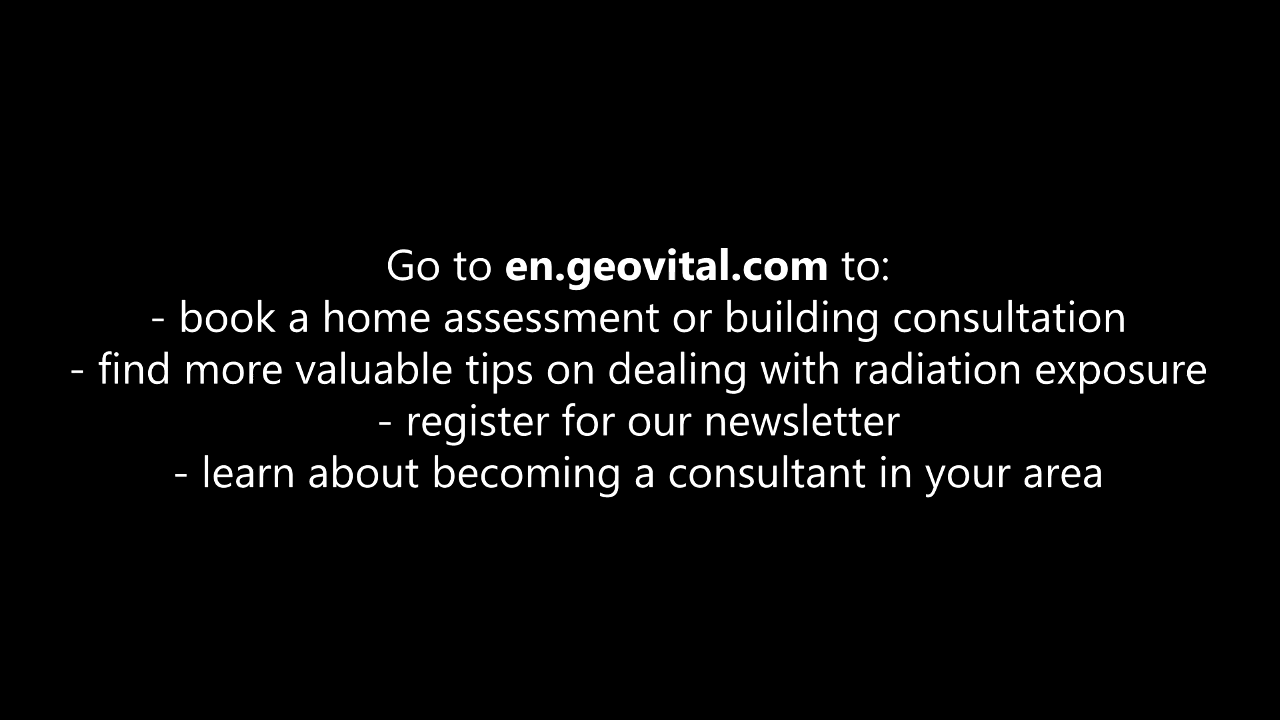 Go to en.geovital.com to:
- book a home assessment or building consultation
- find more valuable tips on dealing with radiation exposure
- register for our newsletter
- learn about becoming a consultant in your area